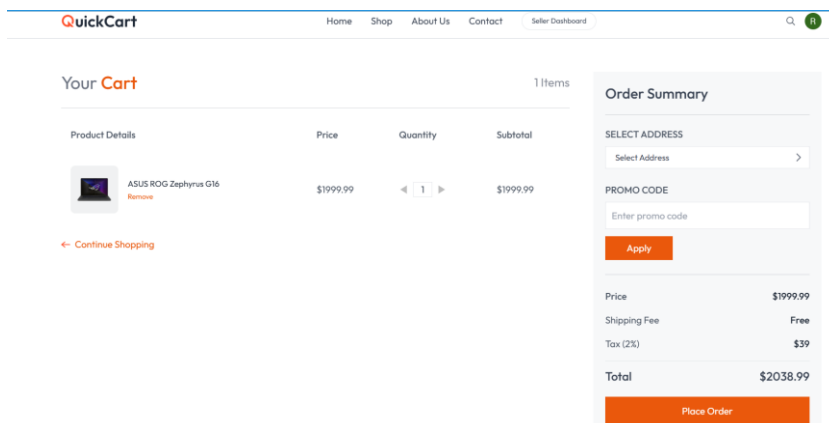 QuickCart Home Shop About Us Contact Seller Dashboard R
Your Cart 1 Items
Product Details Price Quantity Subtotal
ASUS ROG Zephyrus G16 $1999.99 1 $1999.99
Remove
← Continue Shopping
Order Summary
SELECT ADDRESS
Select Address
PROMO CODE
Enter promo code
Apply
Price $1999.99
Shipping Fee Free
Tax (2%) $39
Total $2038.99
Place Order